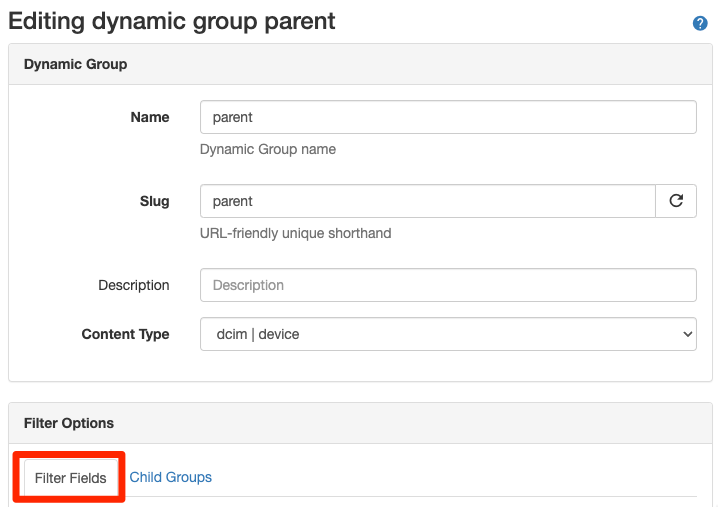 Editing dynamic group parent
?
Dynamic Group
Name
parent
Dynamic Group name
Slug
parent
URL-friendly unique shorthand
Description
Description
Content Type
dcim | device
Filter Options
Filter Fields
Child Groups